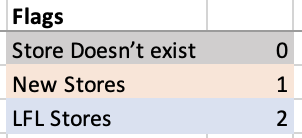 Flags
Store Doesn't exist 0
New Stores 1
LFL Stores 2